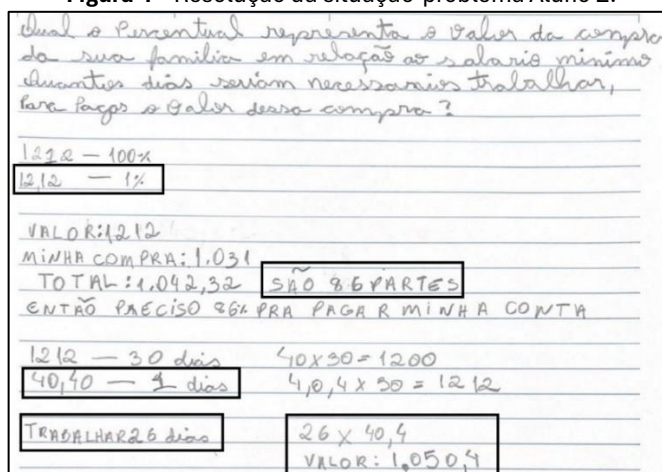 Figura 4 - Resolução da situação-problema Aluno 2.
Qual o Percentual representa o valor da compra
da sua familia em relação ao salario minimo
Quantos dias seriam necessarios trabalhar,
Para Pagar o valor dessa compra?
1212 — 100%
12,12 — 1%
VALOR:1212
MINHA COMPRA: 1.031
TOTAL:1.042,32 SÃO 86 PARTES
ENTÃO PRECISO 86% PRA PAGAR MINHA CONTA
1212 — 30 dias 40x30=1200
40,40 — 1 dias 4,0,4 x 30 = 1212
TRABALHAR 26 dias 26 x 40,4
VALOR: 1,050,4